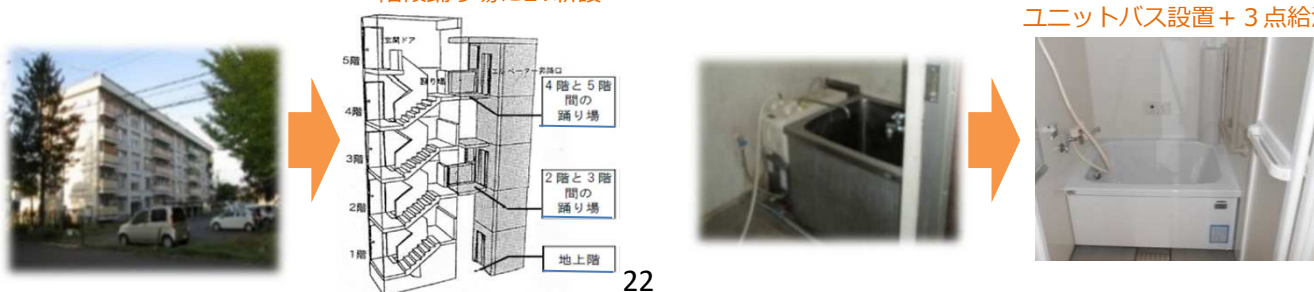 ユニットバス設置+3点給
玄関ドア
エレベーター昇降口
踊り場
5階
4階
3階
2階
1階
4階と5階
間の
踊り場
2階と3階
間の
踊り場
地上階
22